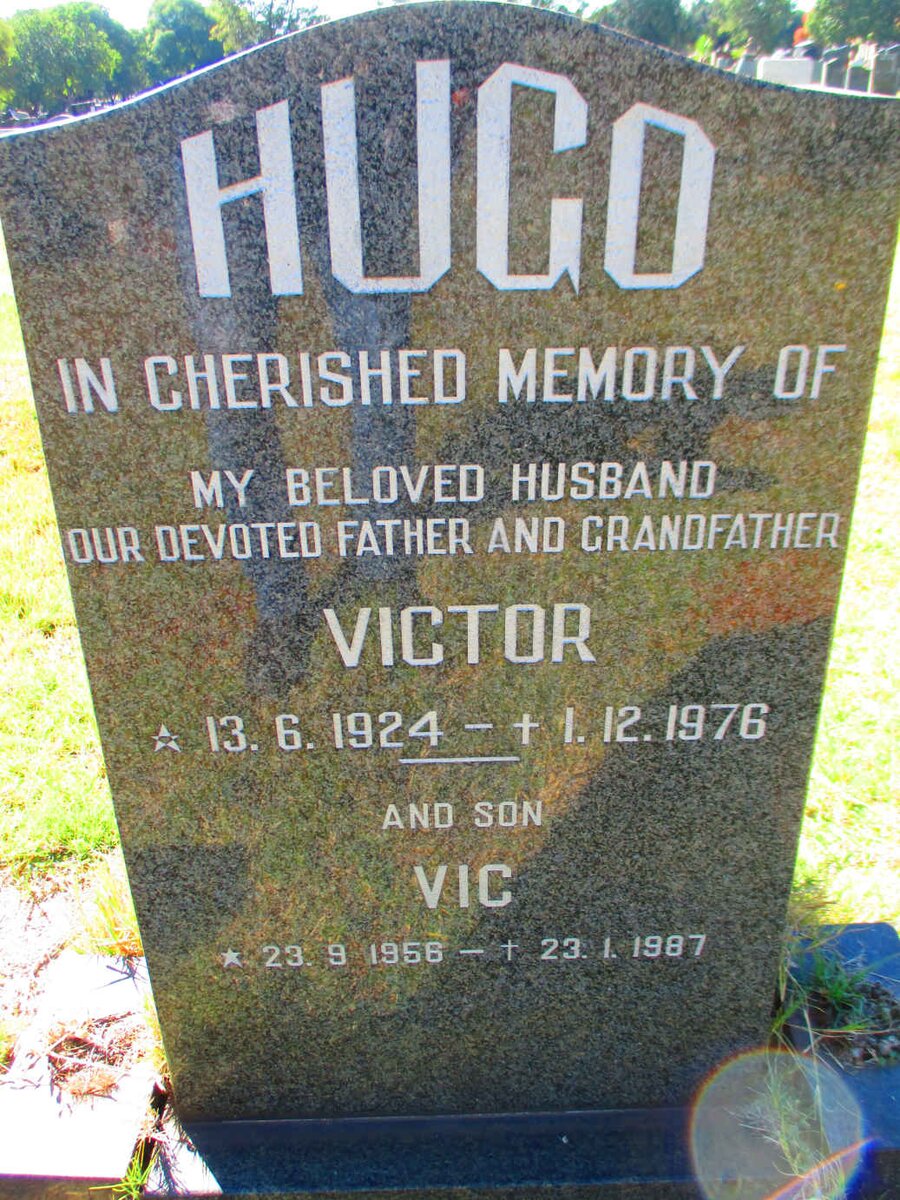 HUGO
IN CHERISHED MEMORY OF
MY BELOVED HUSBAND
OUR DEVOTED FATHER AND GRANDFATHER
VICTOR
☆ 13. 6. 1924 – ✝ 1. 12. 1976
AND SON
VIC
★ 23. 9 1956 – † 23. 1. 1987